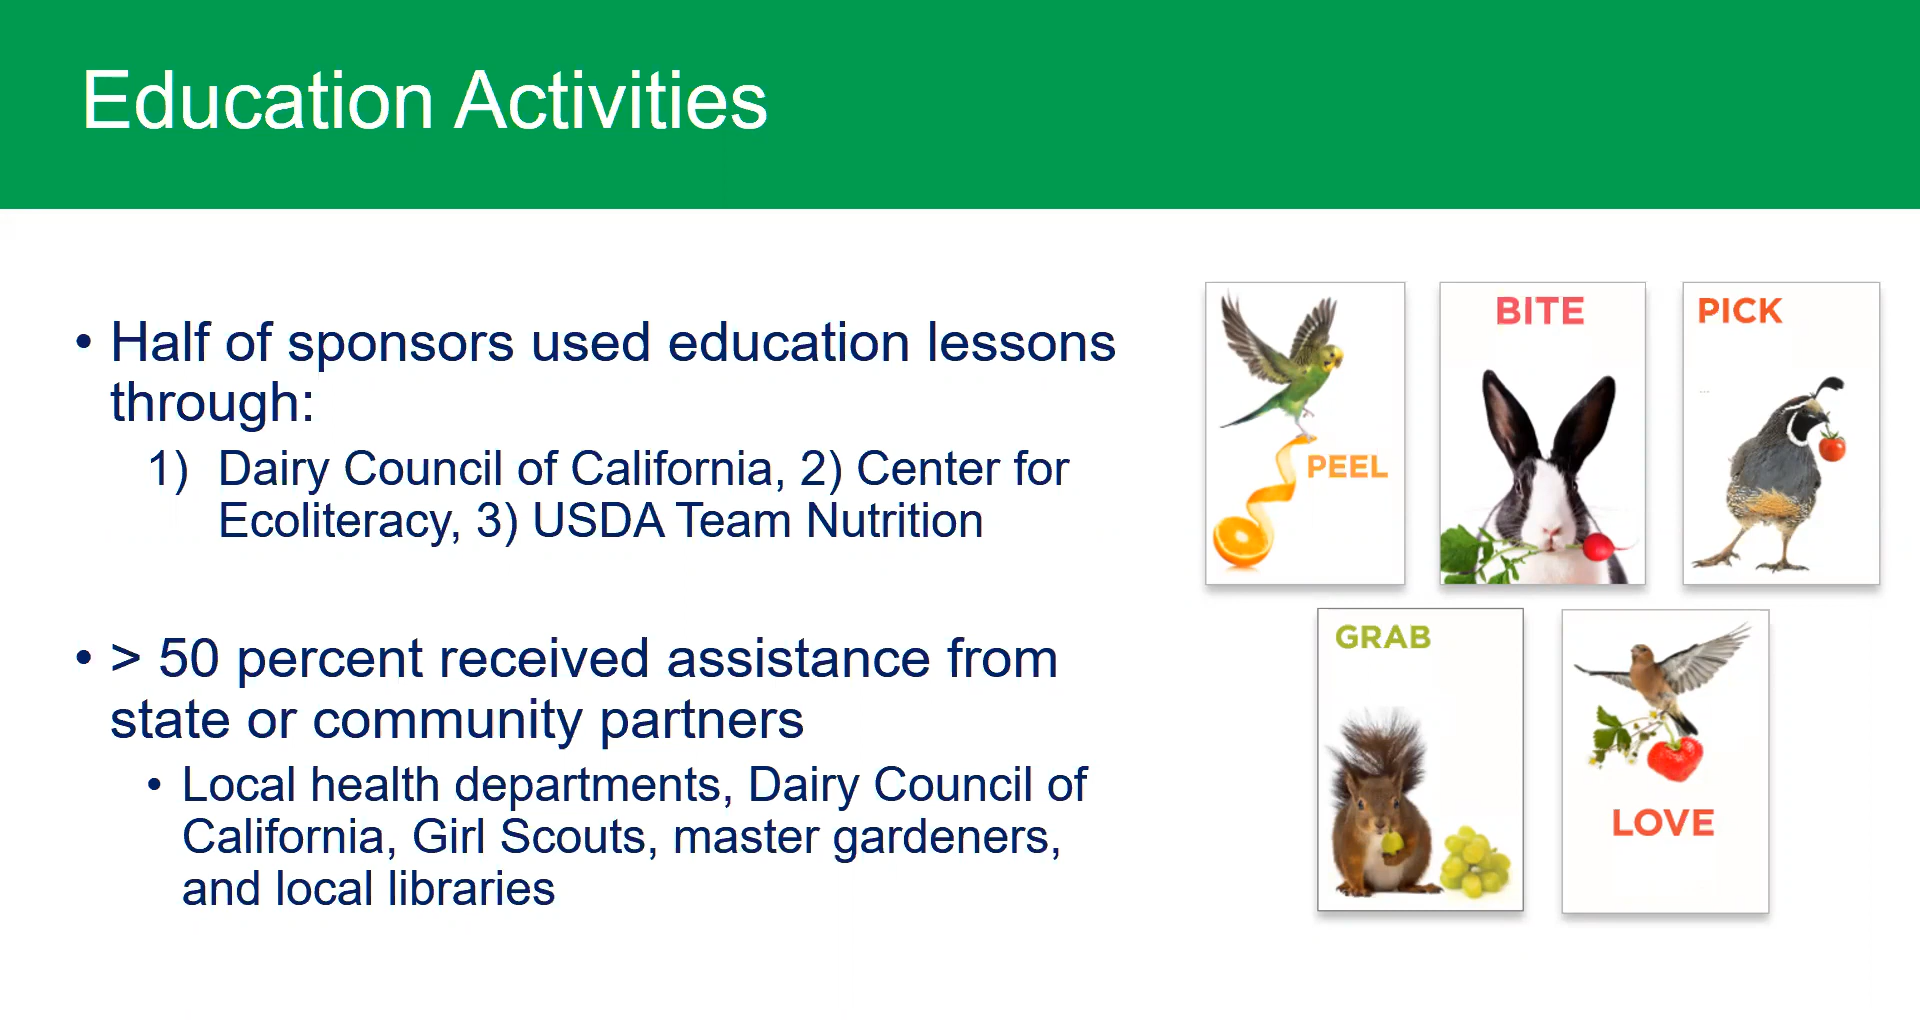 Education Activities
• Half of sponsors used education lessons
through:
1) Dairy Council of California, 2) Center for
Ecoliteracy, 3) USDA Team Nutrition
• > 50 percent received assistance from
state or community partners
• Local health departments, Dairy Council of
California, Girl Scouts, master gardeners,
and local libraries
PEEL
BITE
PICK
GRAB
LOVE